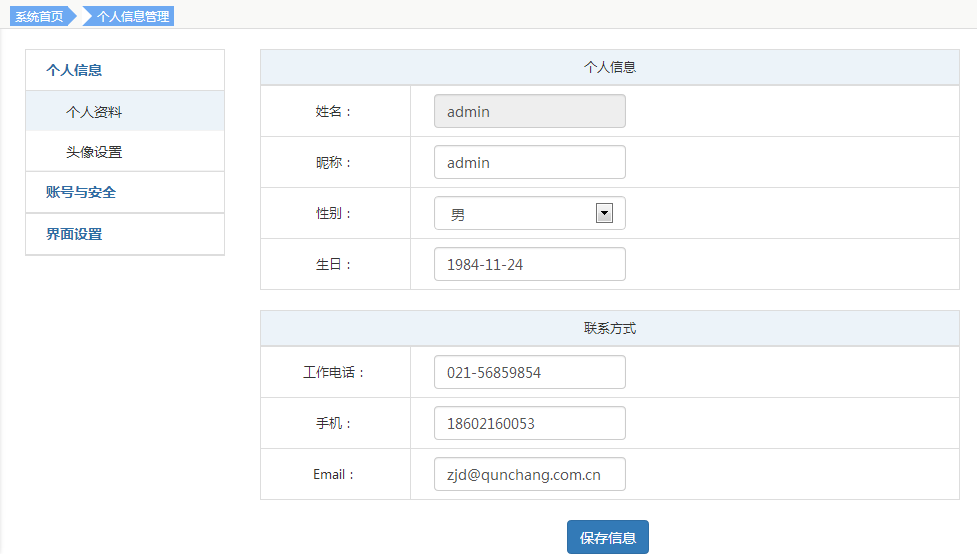 系统首页 个人信息管理
个人信息
个人资料
头像设置
账号与安全
界面设置
个人信息
姓名： admin
昵称： admin
性别： 男
生日： 1984-11-24
联系方式
工作电话： 021-56859854
手机： 18602160053
Email： zjd@qunchang.com.cn
保存信息